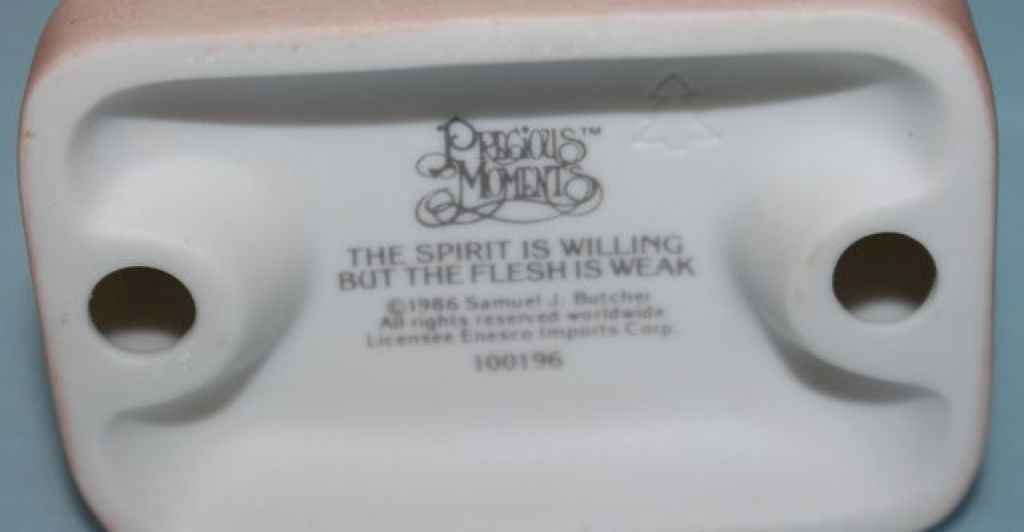 PRECIOUS™
MOMENTS
THE SPIRIT IS WILLING
BUT THE FLESH IS WEAK
©1986 Samuel J. Butcher
All rights reserved worldwide
Licensee Enesco Imports Corp.
100196